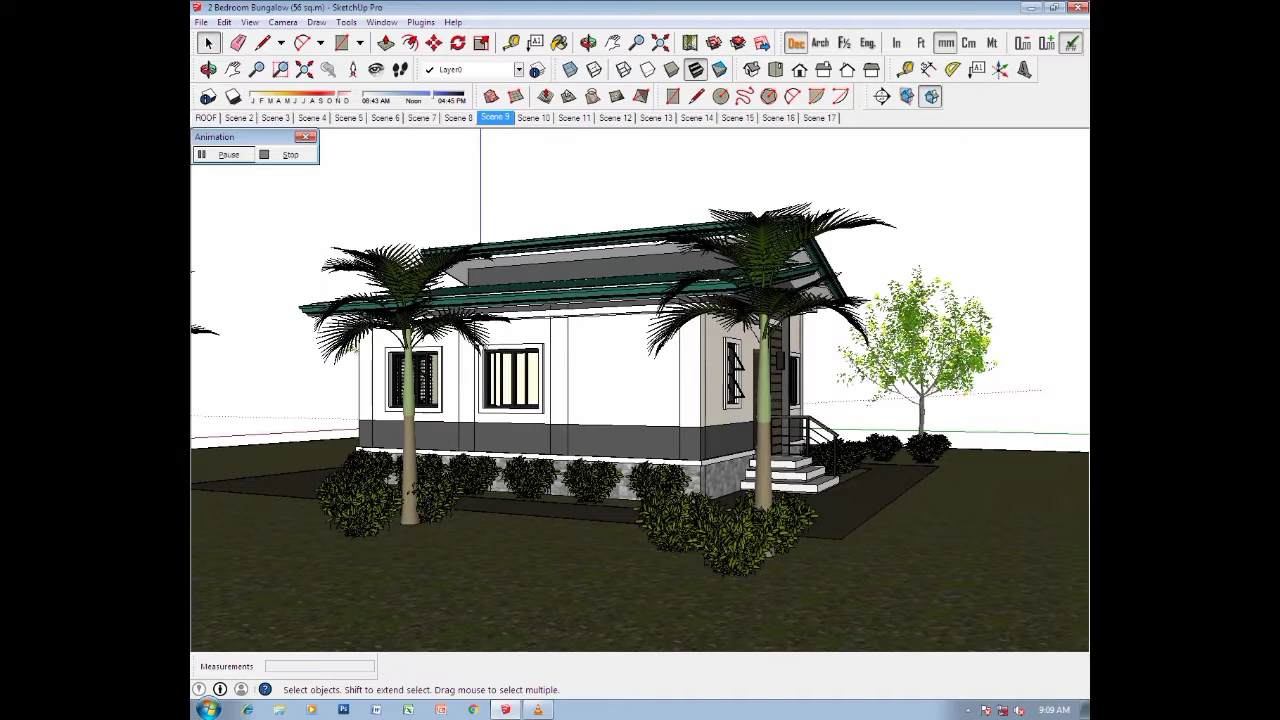 2 Bedroom Bungalow (56 sq.m) - SketchUp Pro
File Edit View Camera Draw Tools Window Plugins Help
A1 Dec Arch F½ Eng. In Ft mm Cm Mt
Layer0 A1
J F M A M J J A S O N D 06:43 AM Noon 04:45 PM
ROOF Scene 2 Scene 3 Scene 4 Scene 5 Scene 6 Scene 7 Scene 8 Scene 9 Scene 10 Scene 11 Scene 12 Scene 13 Scene 14 Scene 15 Scene 16 Scene 17
Animation
Pause Stop
Measurements
Select objects. Shift to extend select. Drag mouse to select multiple.
9:09 AM